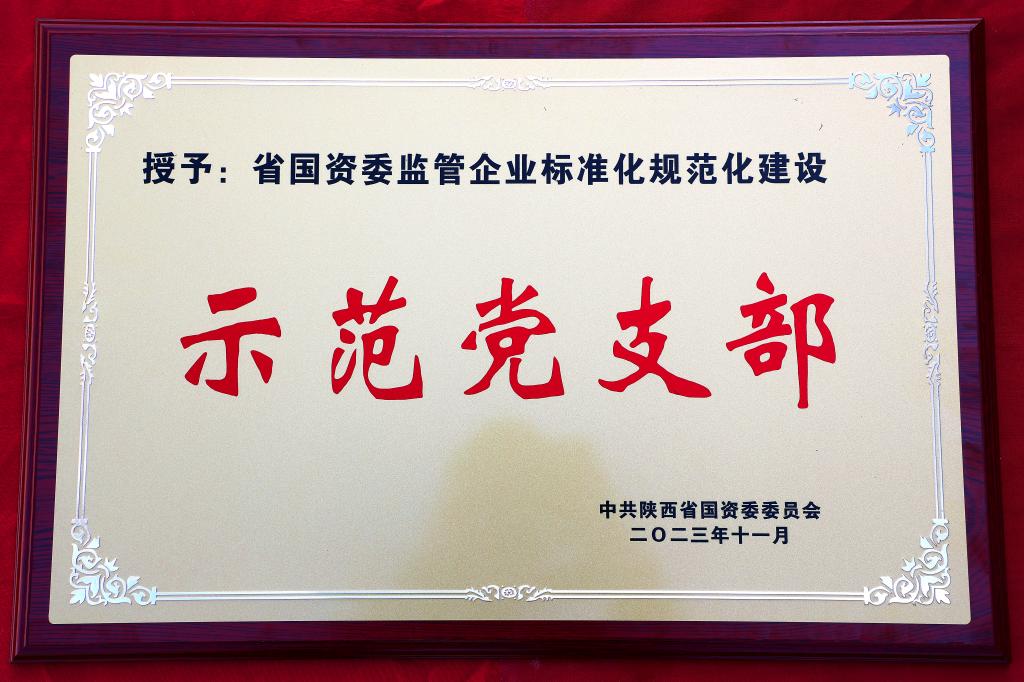 授予：省国资委监管企业标准化规范化建设
示范党支部
中共陕西省国资委委员会
二〇二三年十一月